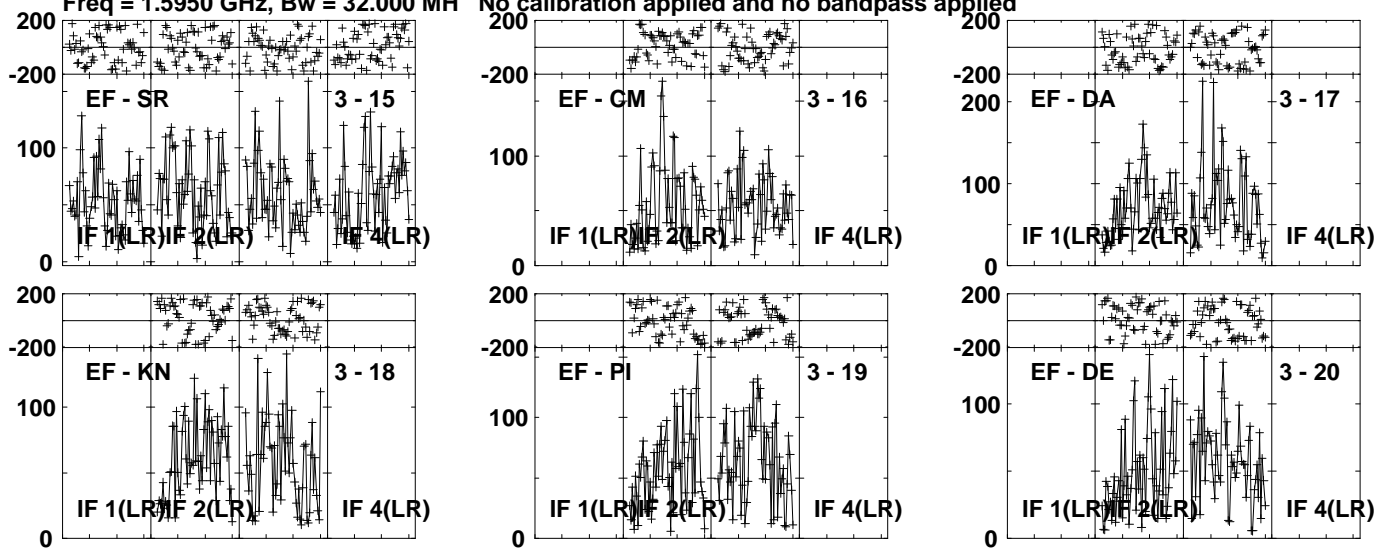 Freq = 1.5950 GHz, Bw = 32.000 MH No calibration applied and no bandpass applied
200 200 200
-200 -200 -200
EF - SR 3 - 15 EF - CM 3 - 16 EF - DA 3 - 17
200
100 100 100
IF 1(LR) IF 2(LR) IF 4(LR) IF 1(LR) IF 2(LR) IF 4(LR) IF 1(LR) IF 2(LR) IF 4(LR)
0 0 0
200 200 200
-200 -200 -200
EF - KN 3 - 18 EF - PI 3 - 19 EF - DE 3 - 20
100 100 100
IF 1(LR) IF 2(LR) IF 4(LR) IF 1(LR) IF 2(LR) IF 4(LR) IF 1(LR) IF 2(LR) IF 4(LR)
0 0 0